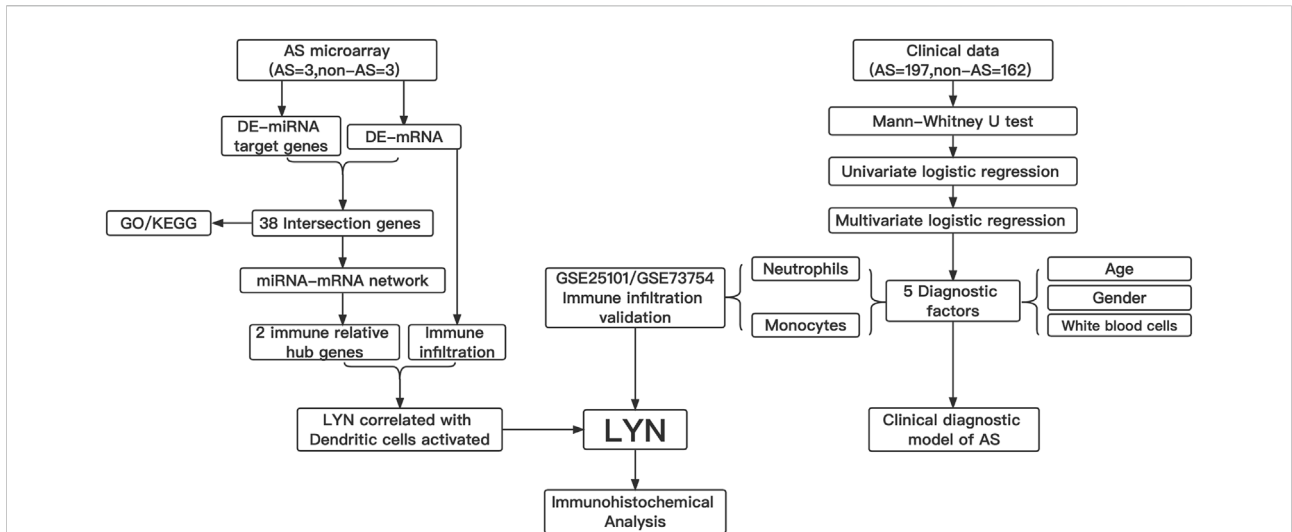 AS microarray
(AS=3,non-AS=3)
DE-miRNA
target genes
DE-mRNA
GO/KEGG
38 Intersection genes
miRNA-mRNA network
2 immune relative
hub genes
Immune
infiltration
LYN correlated with
Dendritic cells activated
GSE25101/GSE73754
Immune infiltration
validation
LYN
Immunohistochemical
Analysis
Clinical data
(AS=197,non-AS=162)
Mann-Whitney U test
Univariate logistic regression
Multivariate logistic regression
Neutrophils
Monocytes
5 Diagnostic
factors
Age
Gender
White blood cells
Clinical diagnostic
model of AS